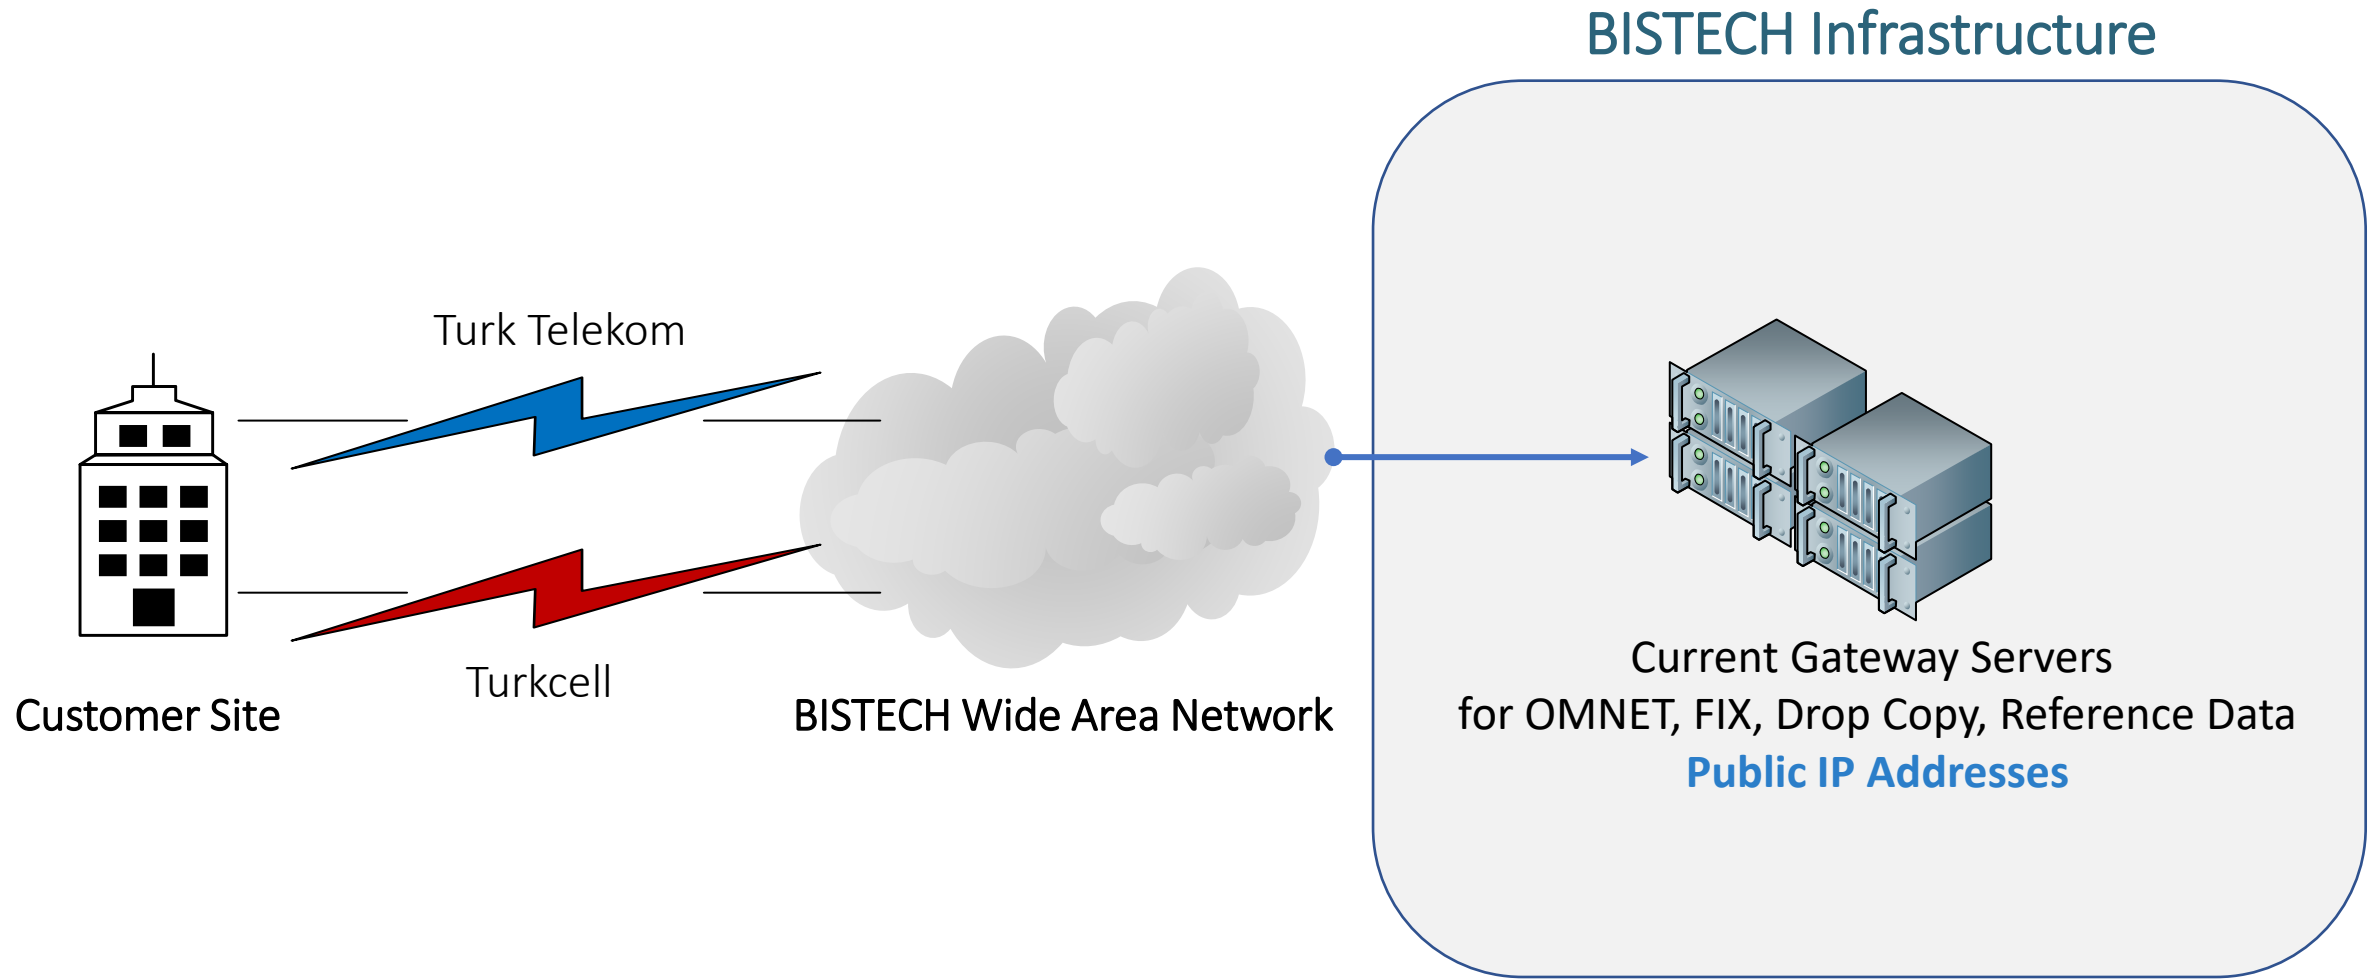 BISTECH Infrastructure
Turk Telekom
Turkcell
Customer Site
BISTECH Wide Area Network
Current Gateway Servers
for OMNET, FIX, Drop Copy, Reference Data
Public IP Addresses